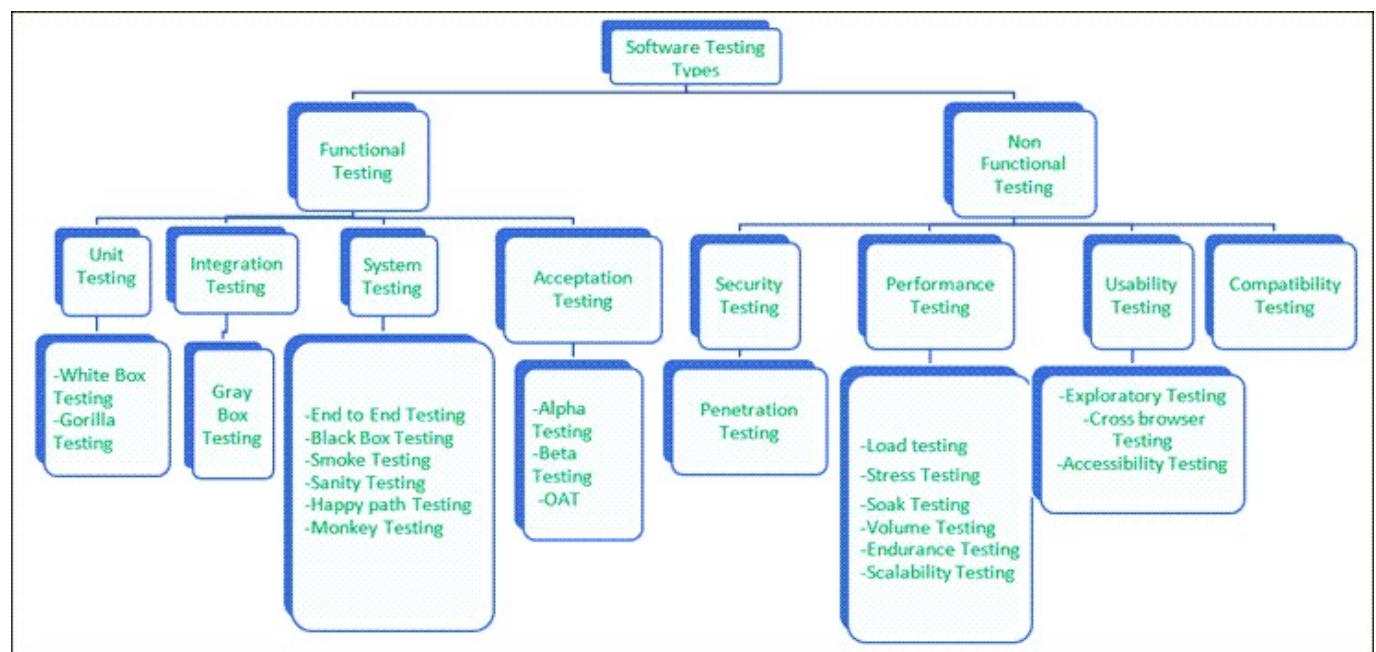 Software Testing
Types
Functional
Testing
Non
Functional
Testing
Unit
Testing
Integration
Testing
System
Testing
Acceptation
Testing
Security
Testing
Performance
Testing
Usability
Testing
Compatibility
Testing
-White Box
Testing
-Gorilla
Testing
Gray
Box
Testing
-End to End Testing
-Black Box Testing
-Smoke Testing
-Sanity Testing
-Happy path Testing
-Monkey Testing
-Alpha
Testing
-Beta
Testing
-OAT
Penetration
Testing
-Load testing
-Stress Testing
-Soak Testing
-Volume Testing
-Endurance Testing
-Scalability Testing
-Exploratory Testing
-Cross browser
Testing
-Accessibility Testing